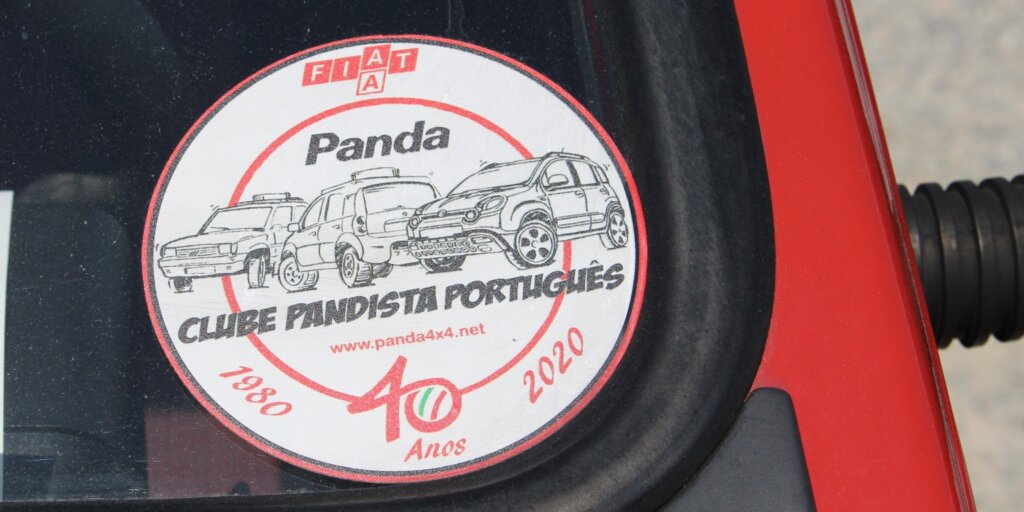 FIAT
A
Panda
CLUBE PANDISTA PORTUGUÊS
www.panda4x4.net
1980
40
2020
Anos